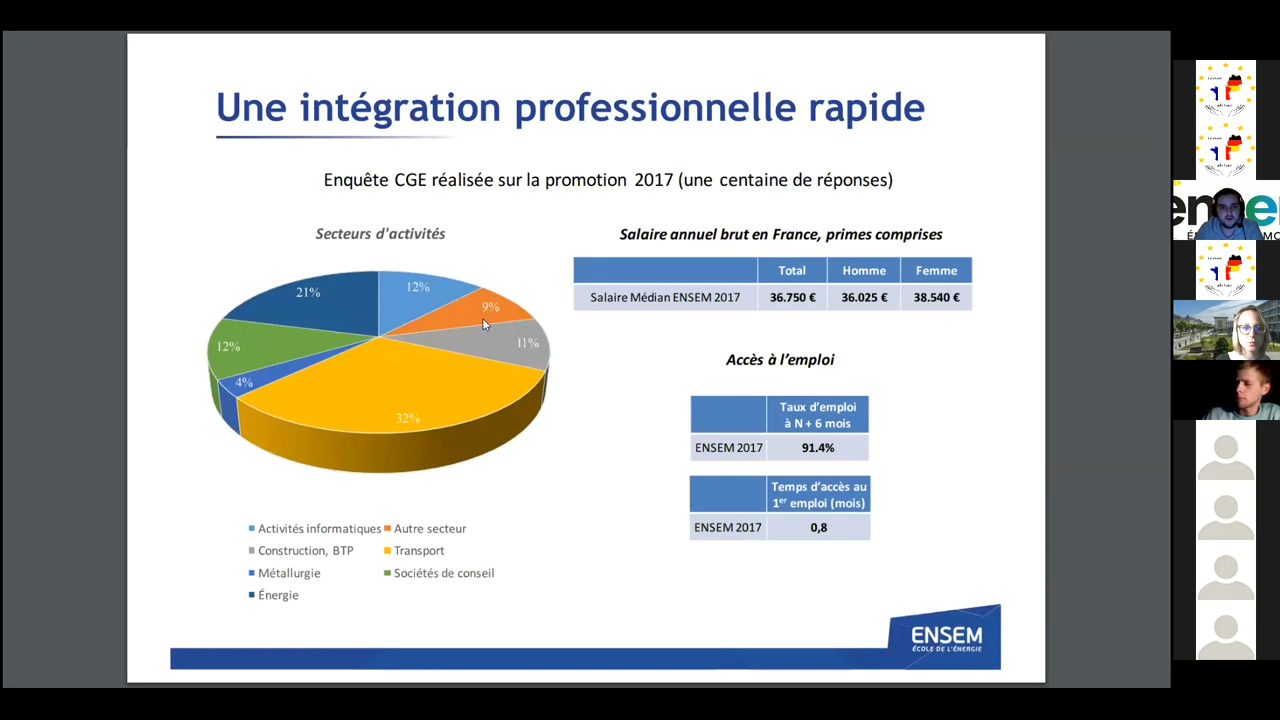 Une intégration professionnelle rapide
Enquête CGE réalisée sur la promotion 2017 (une centaine de réponses)
Secteurs d'activités
12%
9%
11%
32%
4%
12%
21%
Activités informatiques
Autre secteur
Construction, BTP
Transport
Métallurgie
Sociétés de conseil
Énergie
Salaire annuel brut en France, primes comprises
Total Homme Femme
Salaire Médian ENSEM 2017 36.750 € 36.025 € 38.540 €
Accès à l'emploi
Taux d'emploi
à N + 6 mois
ENSEM 2017 91.4%
Temps d'accès au
1er emploi (mois)
ENSEM 2017 0,8
ENSEM
ÉCOLE DE L'ÉNERGIE